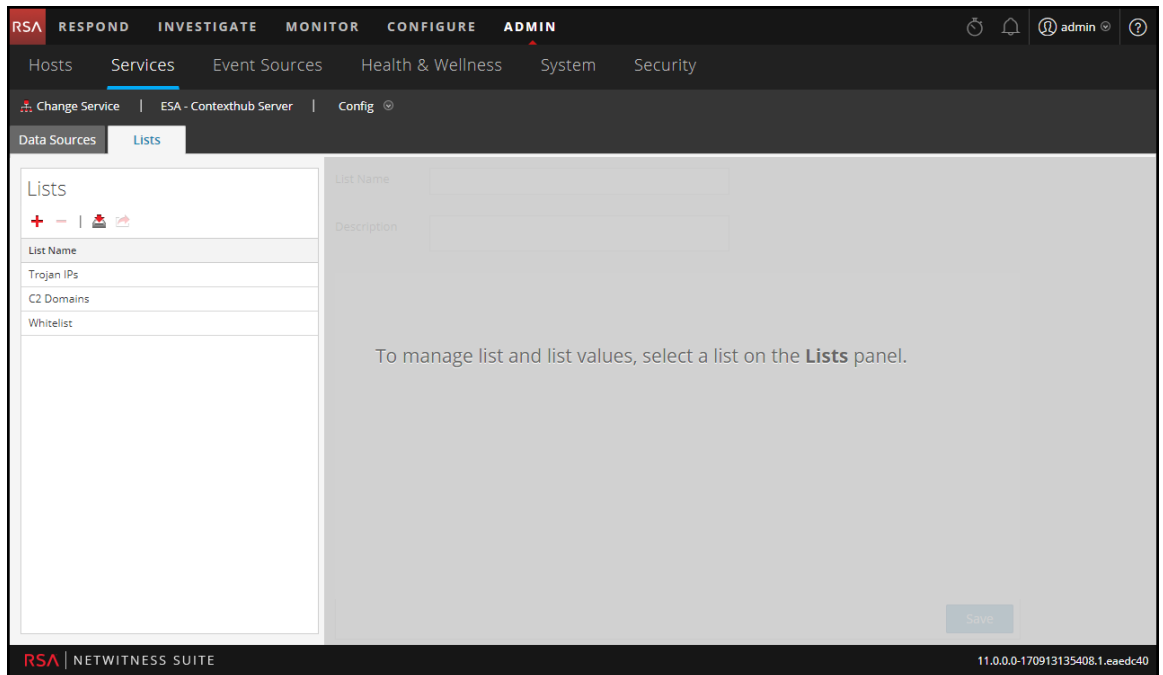 RSA RESPOND INVESTIGATE MONITOR CONFIGURE ADMIN admin ?
Hosts Services Event Sources Health & Wellness System Security
Change Service | ESA - Contexthub Server | Config
Data Sources Lists
Lists
List Name
Trojan IPs
C2 Domains
Whitelist
List Name
Description
To manage list and list values, select a list on the Lists panel.
Save
RSA | NETWITNESS SUITE 11.0.0.0-170913135408.1.eaedc40